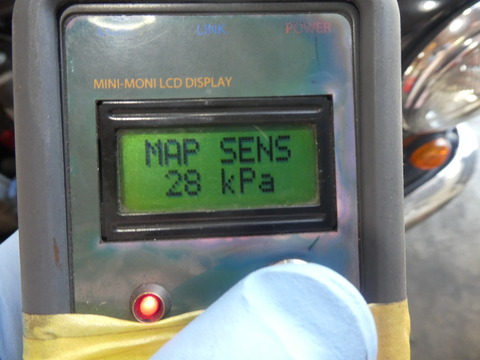 LINK POWER
MINI-MONI LCD DISPLAY
MAP SENS
28 kPa